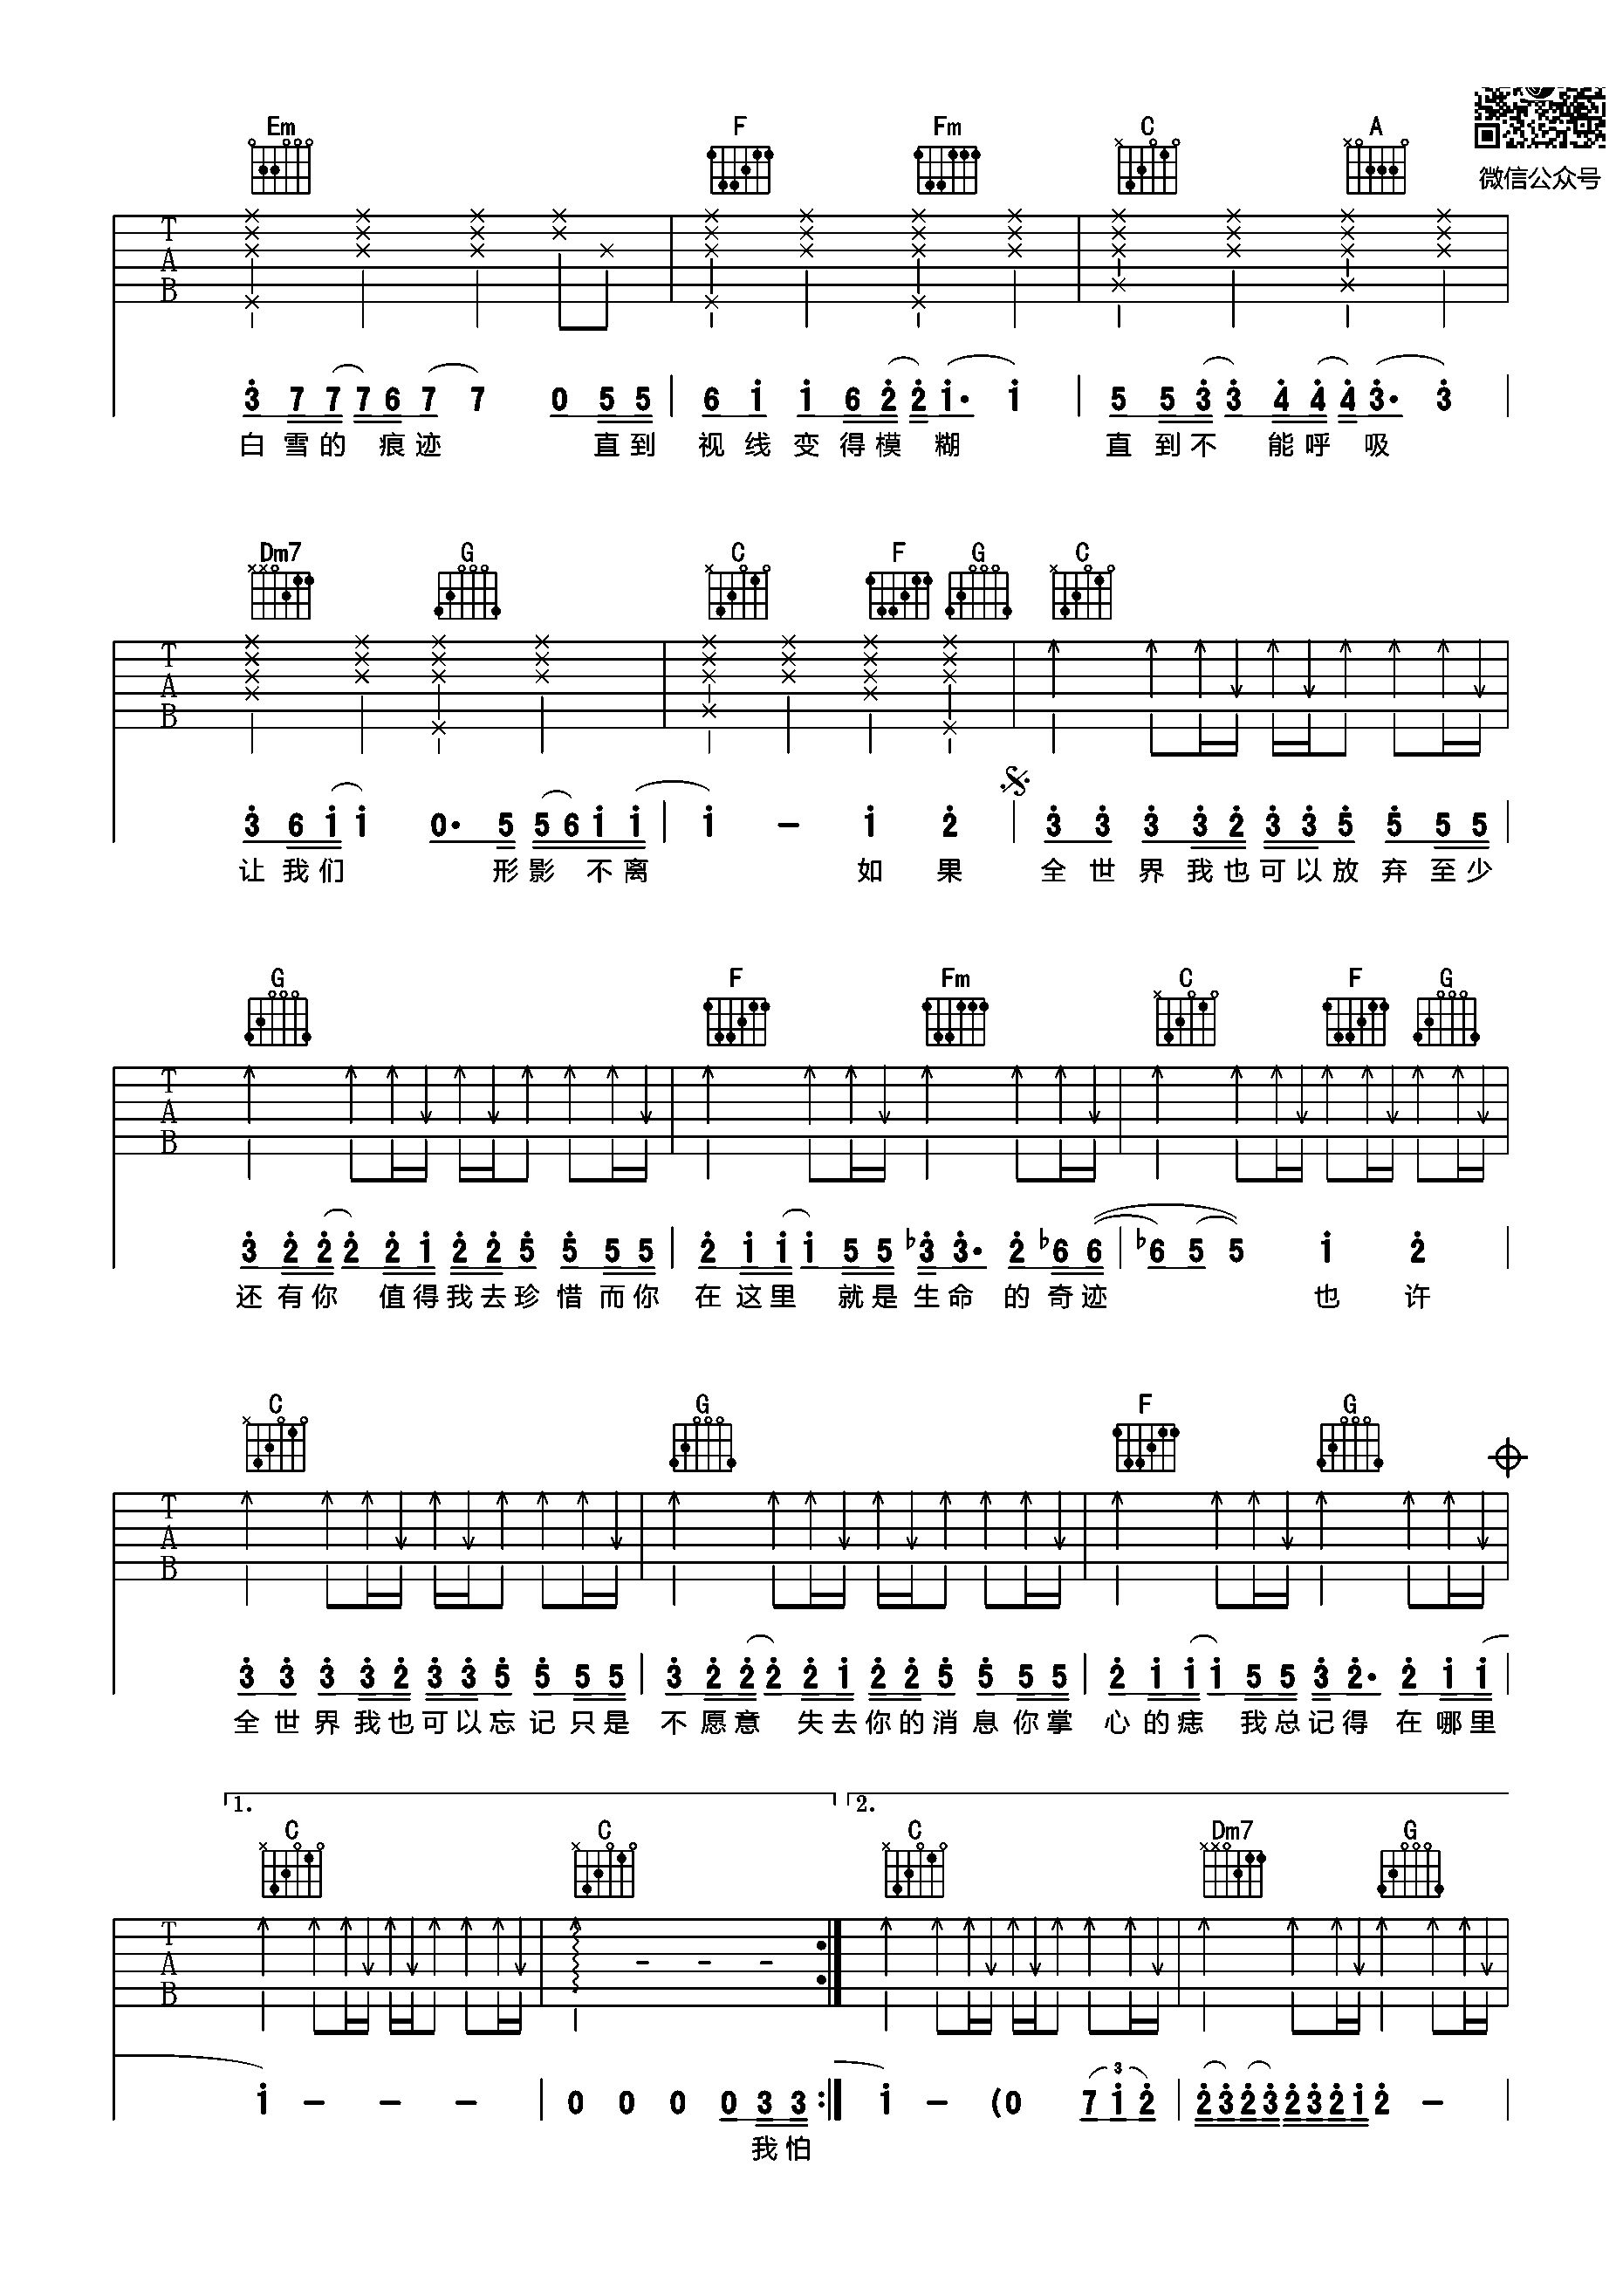 微信公众号
Em F Fm C A
T
A
B
3 7 7 7 6 7 7 0 5 5 6 1 1 6 2 2 1· 1 5 5 3 3 4 4 4 3· 3
白雪的 痕迹 直到 视线变得模 糊 直到不 能呼 吸
Dm7 G C F G C
T
A
B
3 6 1 1 0· 5 5 6 1 1 1 - 1 2 3 3 3 3 2 3 3 5 5 5 5
让我们 形影 不离 如 果 全世界我也可以放弃至少
G F Fm C F G
T
A
B
3 2 2 2 2 1 2 2 5 5 5 5 2 1 1 1 5 5 ♭3 3· 2 ♭6 6 ♭6 5 5 1 2
还有你 值得我去珍惜而你 在这里 就是生命 的奇迹 也 许
C G F G
T
A
B
3 3 3 3 2 3 3 5 5 5 5 3 2 2 2 2 1 2 2 5 5 5 5 2 1 1 1 5 5 3 2· 2 1 1
全世界我也可以忘记只是 不愿意 失去你的消息你掌 心的痣 我总记得 在哪里
1. 2.
C C C Dm7 G
T
A
B
1 - - - 0 0 0 0 3 3 1 - (0 7 1 2 2 3 2 3 2 3 2 1 2 -
3
我怕